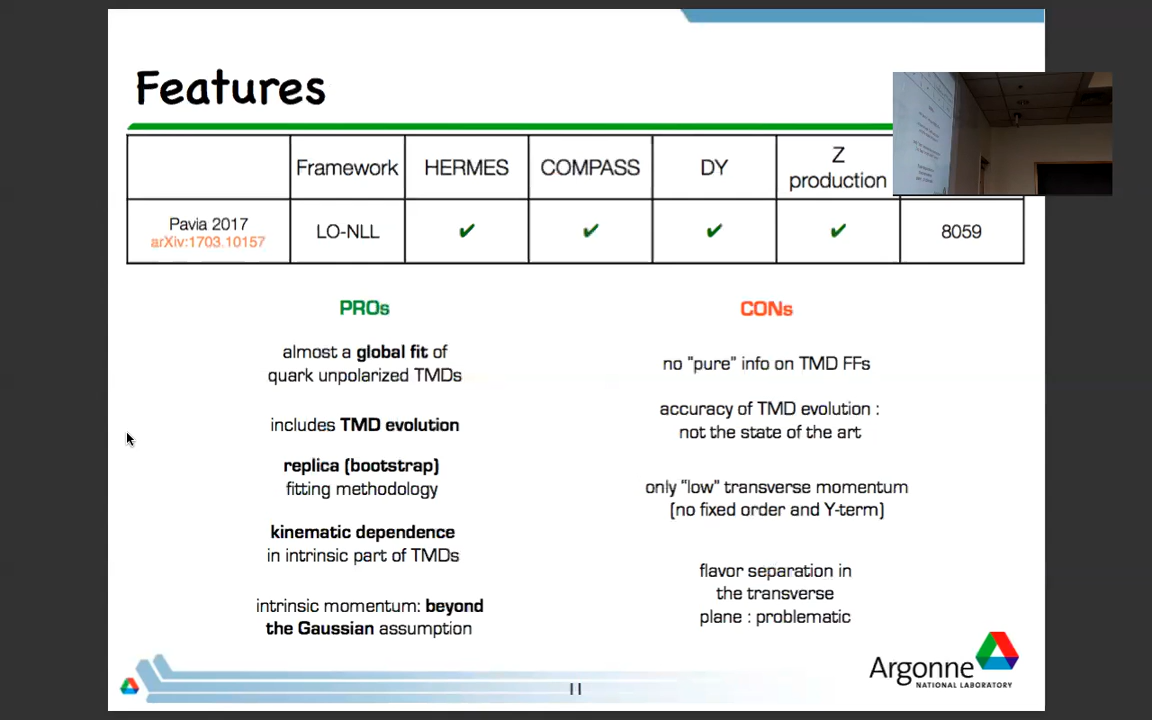 Features
Framework HERMES COMPASS DY Z production
Pavia 2017 LO-NLL ✔ ✔ ✔ ✔ 8059
arXiv:1703.10157
PROs
almost a global fit of
quark unpolarized TMDs
includes TMD evolution
replica (bootstrap)
fitting methodology
kinematic dependence
in intrinsic part of TMDs
intrinsic momentum: beyond
the Gaussian assumption
CONs
no "pure" info on TMD FFs
accuracy of TMD evolution :
not the state of the art
only "low" transverse momentum
(no fixed order and Y-term)
flavor separation in
the transverse
plane : problematic
11
Argonne
NATIONAL LABORATORY